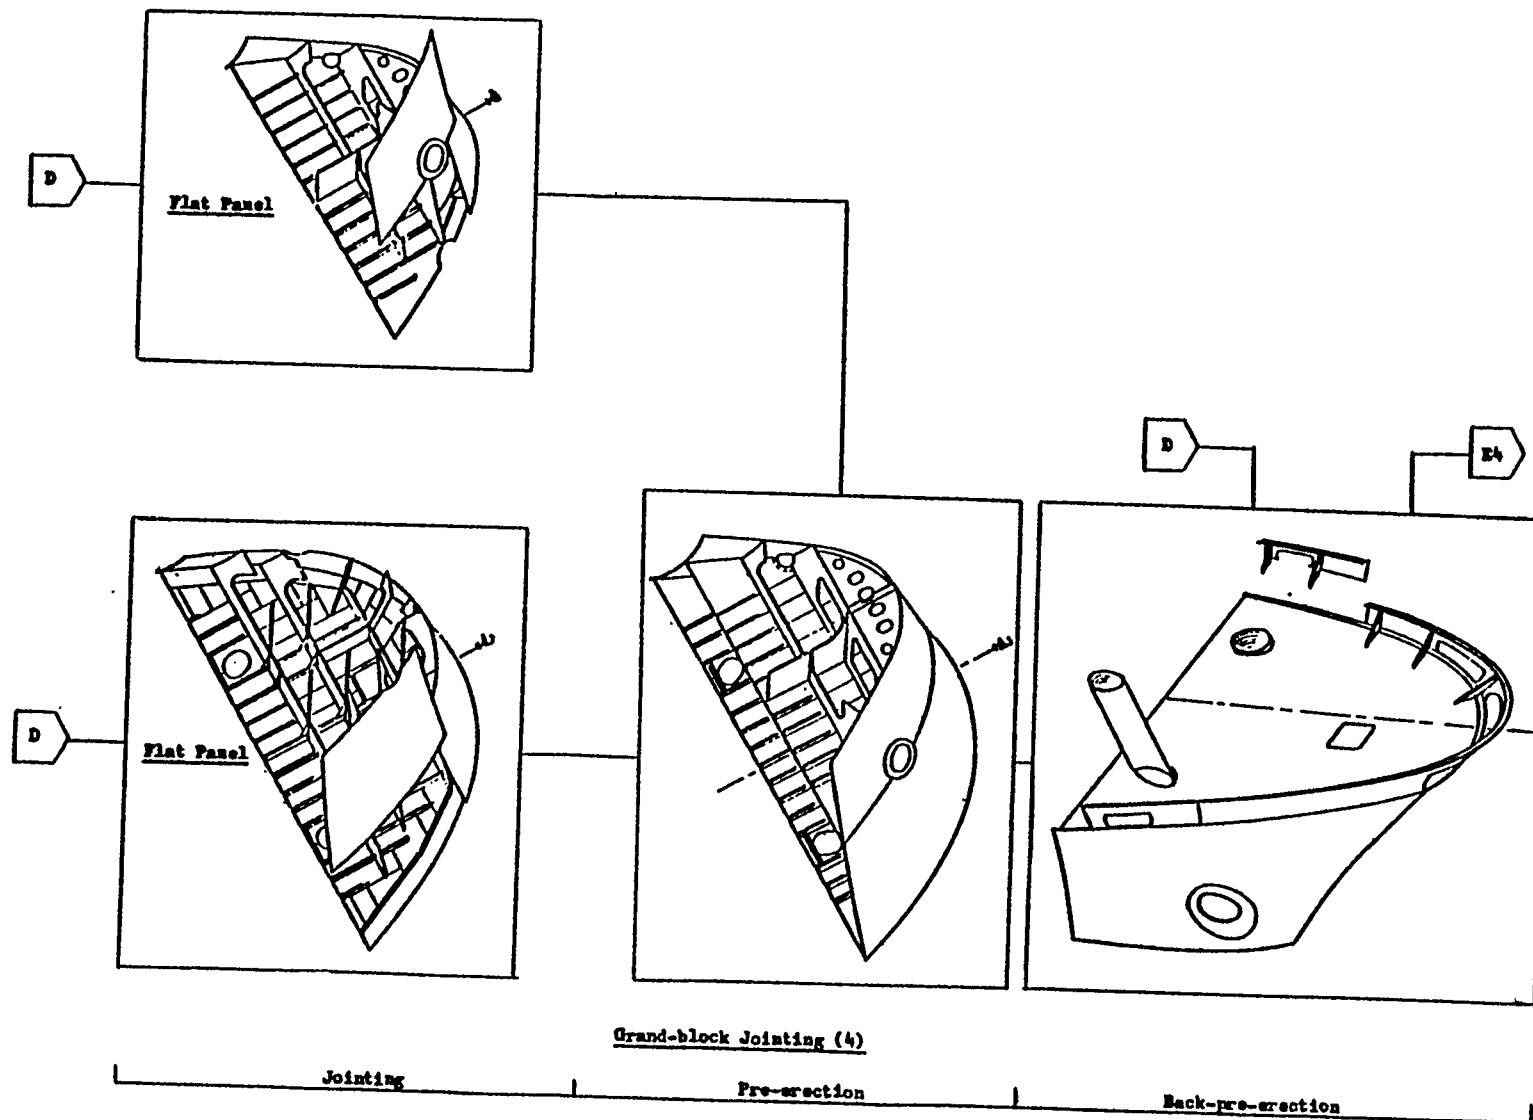 D
Flat Panel
D
E4
D
Flat Panel
Grand-block Jointing (4)
Jointing
Pre-erection
Back-pre-erection